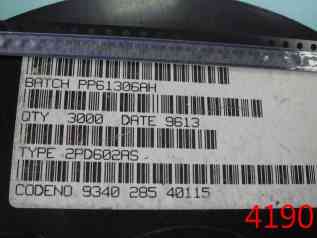 BATCH PP61306AH
QTY 3000 DATE 9613
TYPE 2PD602RS
CODENO 9340 285 40115
4190